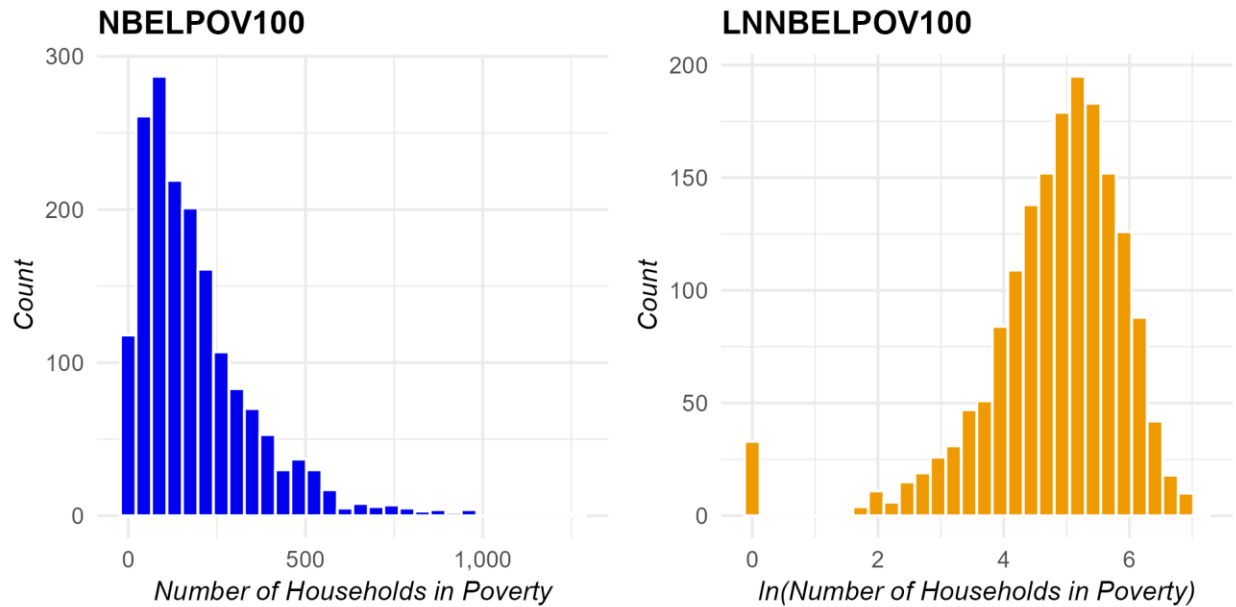 NBELPOV100
300
200
100
0
Count
0 500 1,000
Number of Households in Poverty
LNNBELPOV100
200
150
100
50
0
Count
0 2 4 6
ln(Number of Households in Poverty)